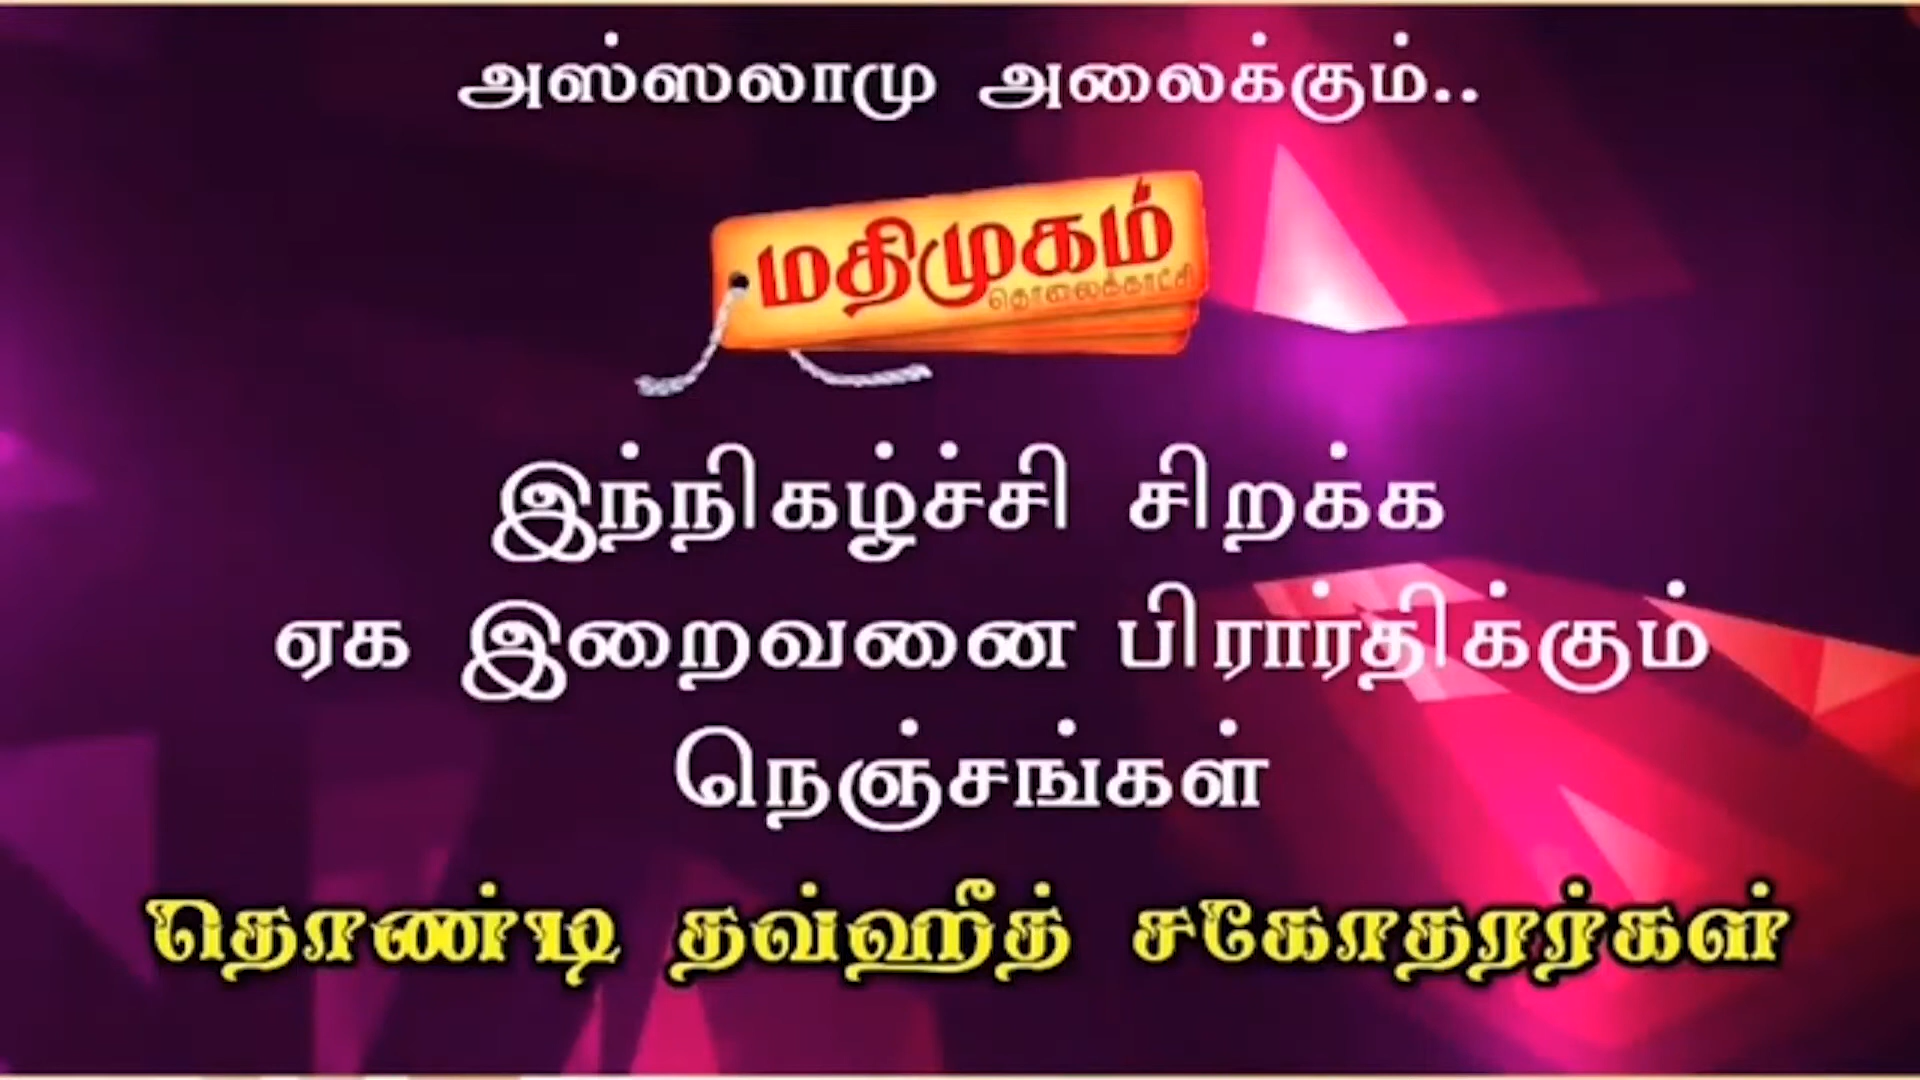 அஸ்ஸலாமு அலைக்கும்..
மதிமுகம்
தொலைக்காட்சி
இந்நிகழ்ச்சி சிறக்க
ஏக இறைவனை பிரார்திக்கும்
நெஞ்சங்கள்
தொண்டி தவ்ஹீத் சகோதரர்கள்